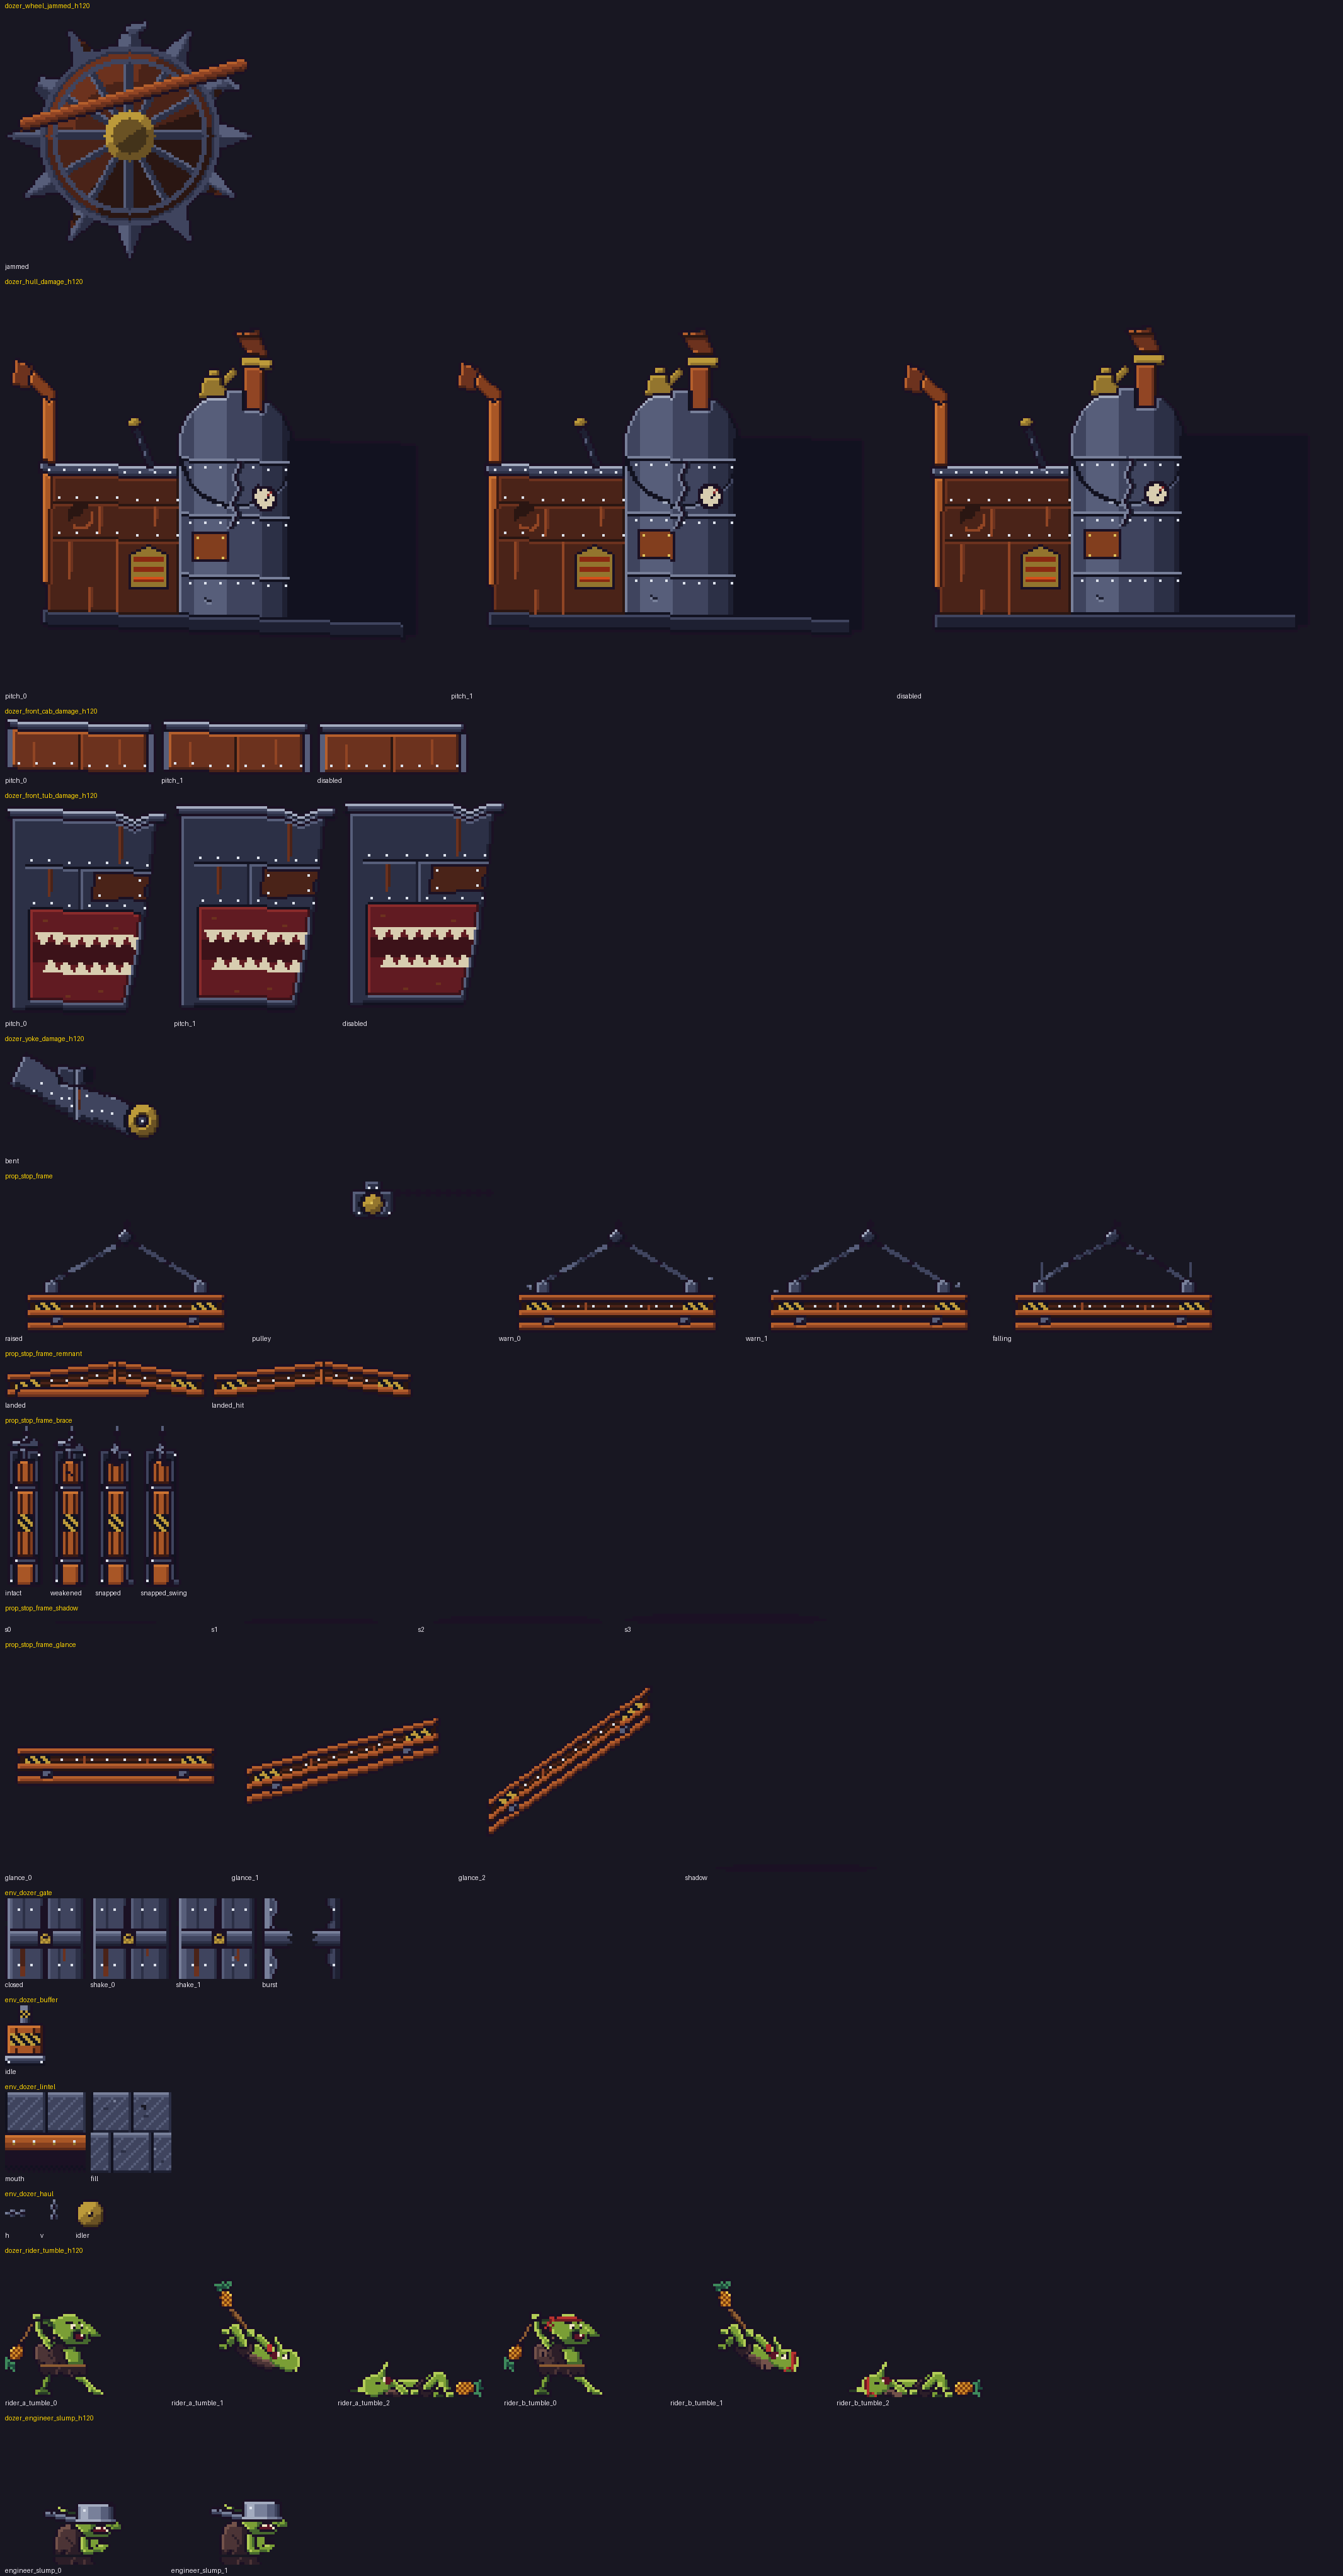 dozer_wheel_jammed_h120
jammed
dozer_hull_damage_h120
pitch_0 pitch_1 disabled
dozer_front_cab_damage_h120
pitch_0 pitch_1 disabled
dozer_front_tub_damage_h120
pitch_0 pitch_1 disabled
dozer_yoke_damage_h120
bent
prop_stop_frame
raised pulley warn_0 warn_1 falling
prop_stop_frame_remnant
landed landed_hit
prop_stop_frame_brace
intact weakened snapped snapped_swing
prop_stop_frame_shadow
s0 s1 s2 s3
prop_stop_frame_glance
glance_0 glance_1 glance_2 shadow
env_dozer_gate
closed shake_0 shake_1 burst
env_dozer_buffer
idle
env_dozer_lintel
mouth fill
env_dozer_haul
h v idler
dozer_rider_tumble_h120
rider_a_tumble_0 rider_a_tumble_1 rider_a_tumble_2 rider_b_tumble_0 rider_b_tumble_1 rider_b_tumble_2
dozer_engineer_slump_h120
engineer_slump_0 engineer_slump_1